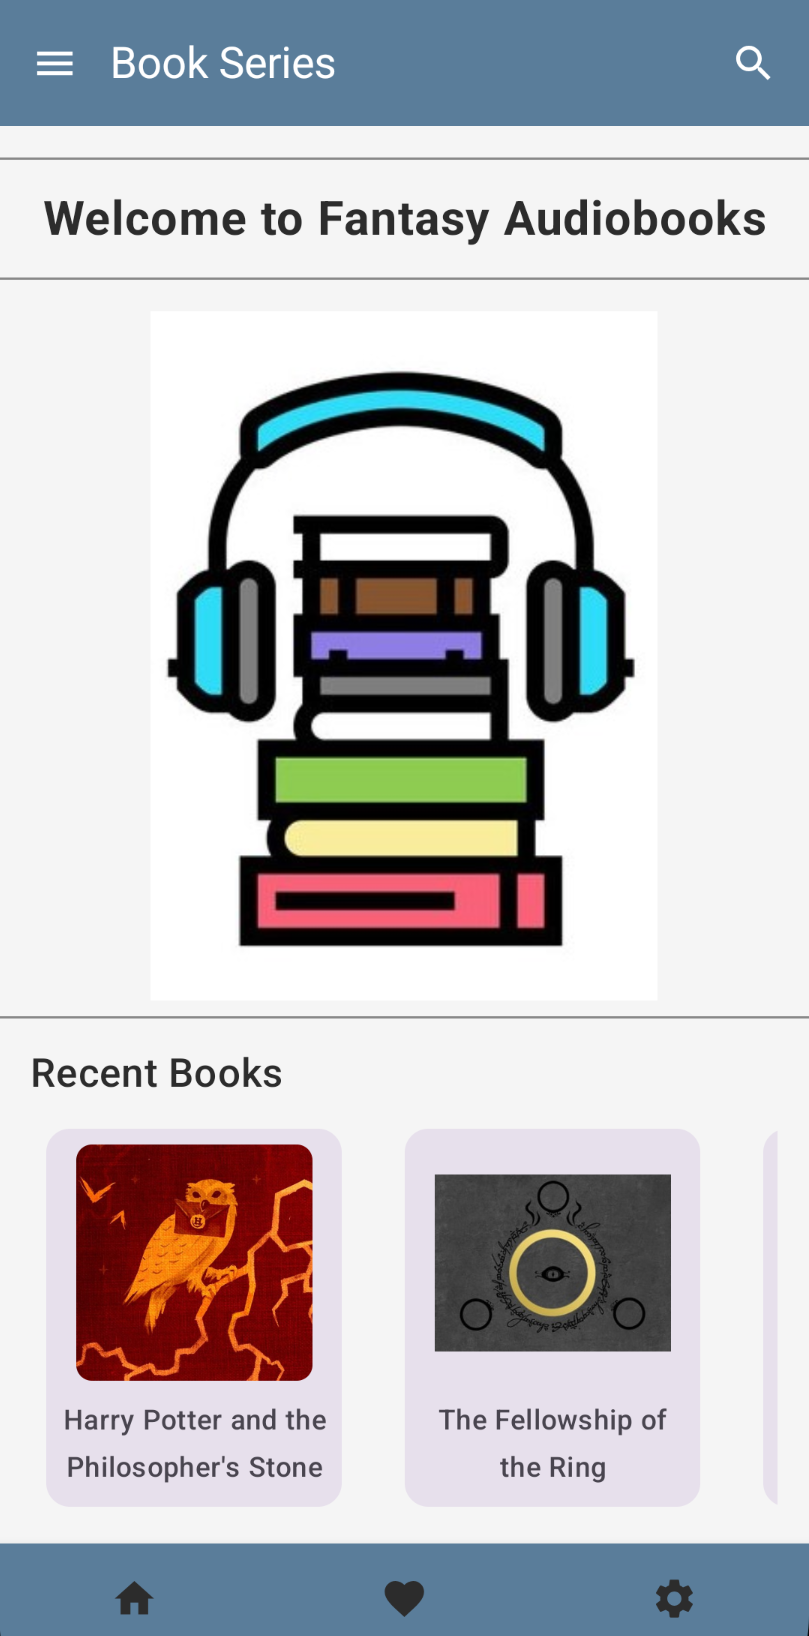 Book Series
Welcome to Fantasy Audiobooks
Recent Books
Harry Potter and the
Philosopher's Stone
The Fellowship of
the Ring